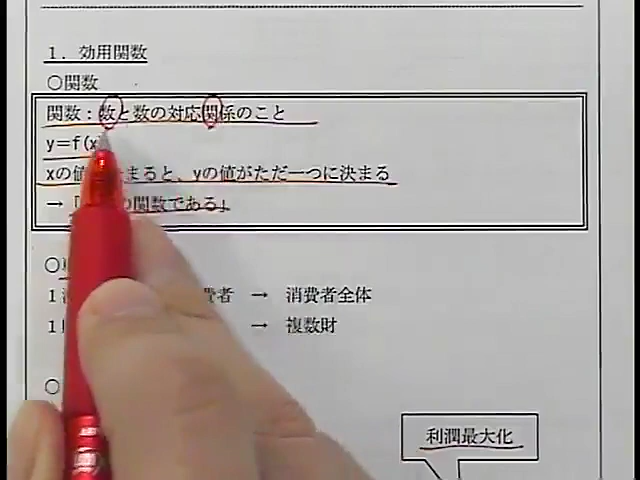 １．効用関数
○関数
関数：数と数の対応関係のこと
y＝f(x
xの値 まると、yの値がただ一つに決まる
→「 の関数である」
○
1 費者 → 消費者全体
1 → 複数財
○
利潤最大化